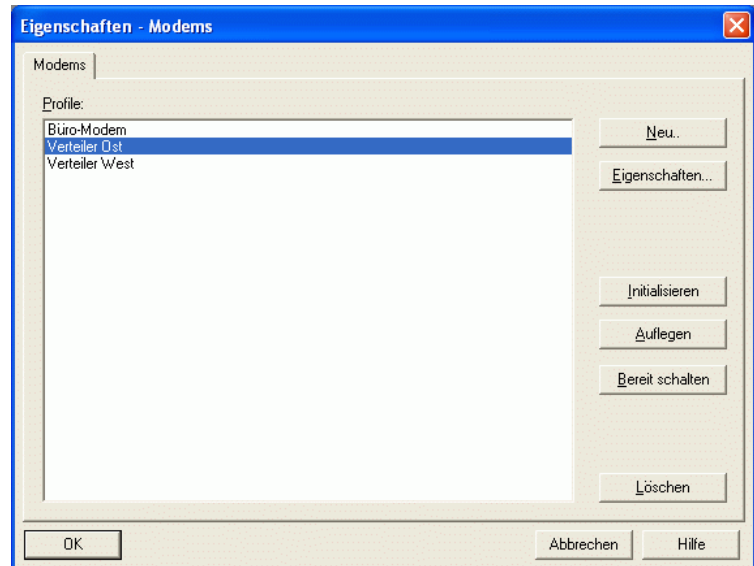 Eigenschaften - Modems
Modems
Profile:
Büro-Modem
Verteiler Ost
Verteiler West
Neu..
Eigenschaften...
Initialisieren
Auflegen
Bereit schalten
Löschen
OK
Abbrechen
Hilfe